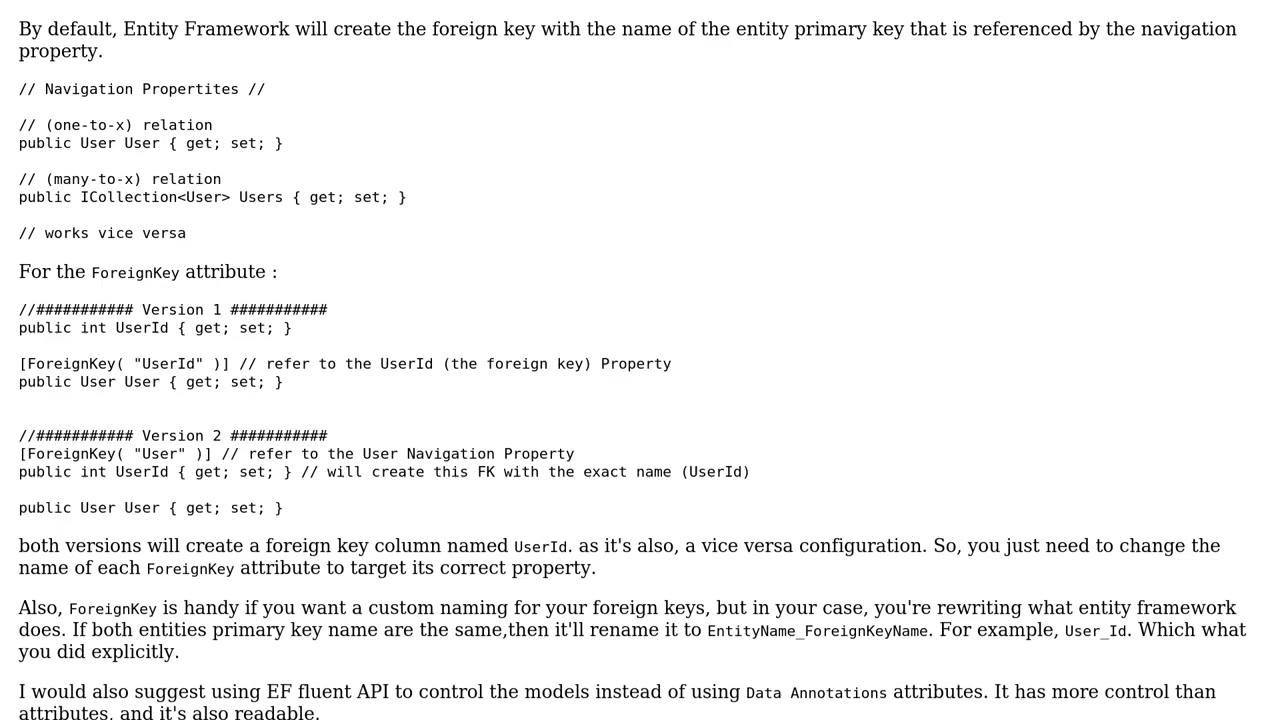 By default, Entity Framework will create the foreign key with the name of the entity primary key that is referenced by the navigation
property.
// Navigation Propertites //
// (one-to-x) relation
public User User { get; set; }
// (many-to-x) relation
public ICollection<User> Users { get; set; }
// works vice versa
For the ForeignKey attribute :
//########### Version 1 ###########
public int UserId { get; set; }
[ForeignKey( "UserId" )] // refer to the UserId (the foreign key) Property
public User User { get; set; }
//########### Version 2 ###########
[ForeignKey( "User" )] // refer to the User Navigation Property
public int UserId { get; set; } // will create this FK with the exact name (UserId)
public User User { get; set; }
both versions will create a foreign key column named UserId. as it's also, a vice versa configuration. So, you just need to change the
name of each ForeignKey attribute to target its correct property.
Also, ForeignKey is handy if you want a custom naming for your foreign keys, but in your case, you're rewriting what entity framework
does. If both entities primary key name are the same,then it'll rename it to EntityName_ForeignKeyName. For example, User_Id. Which what
you did explicitly.
I would also suggest using EF fluent API to control the models instead of using Data Annotations attributes. It has more control than
attributes, and it's also readable.